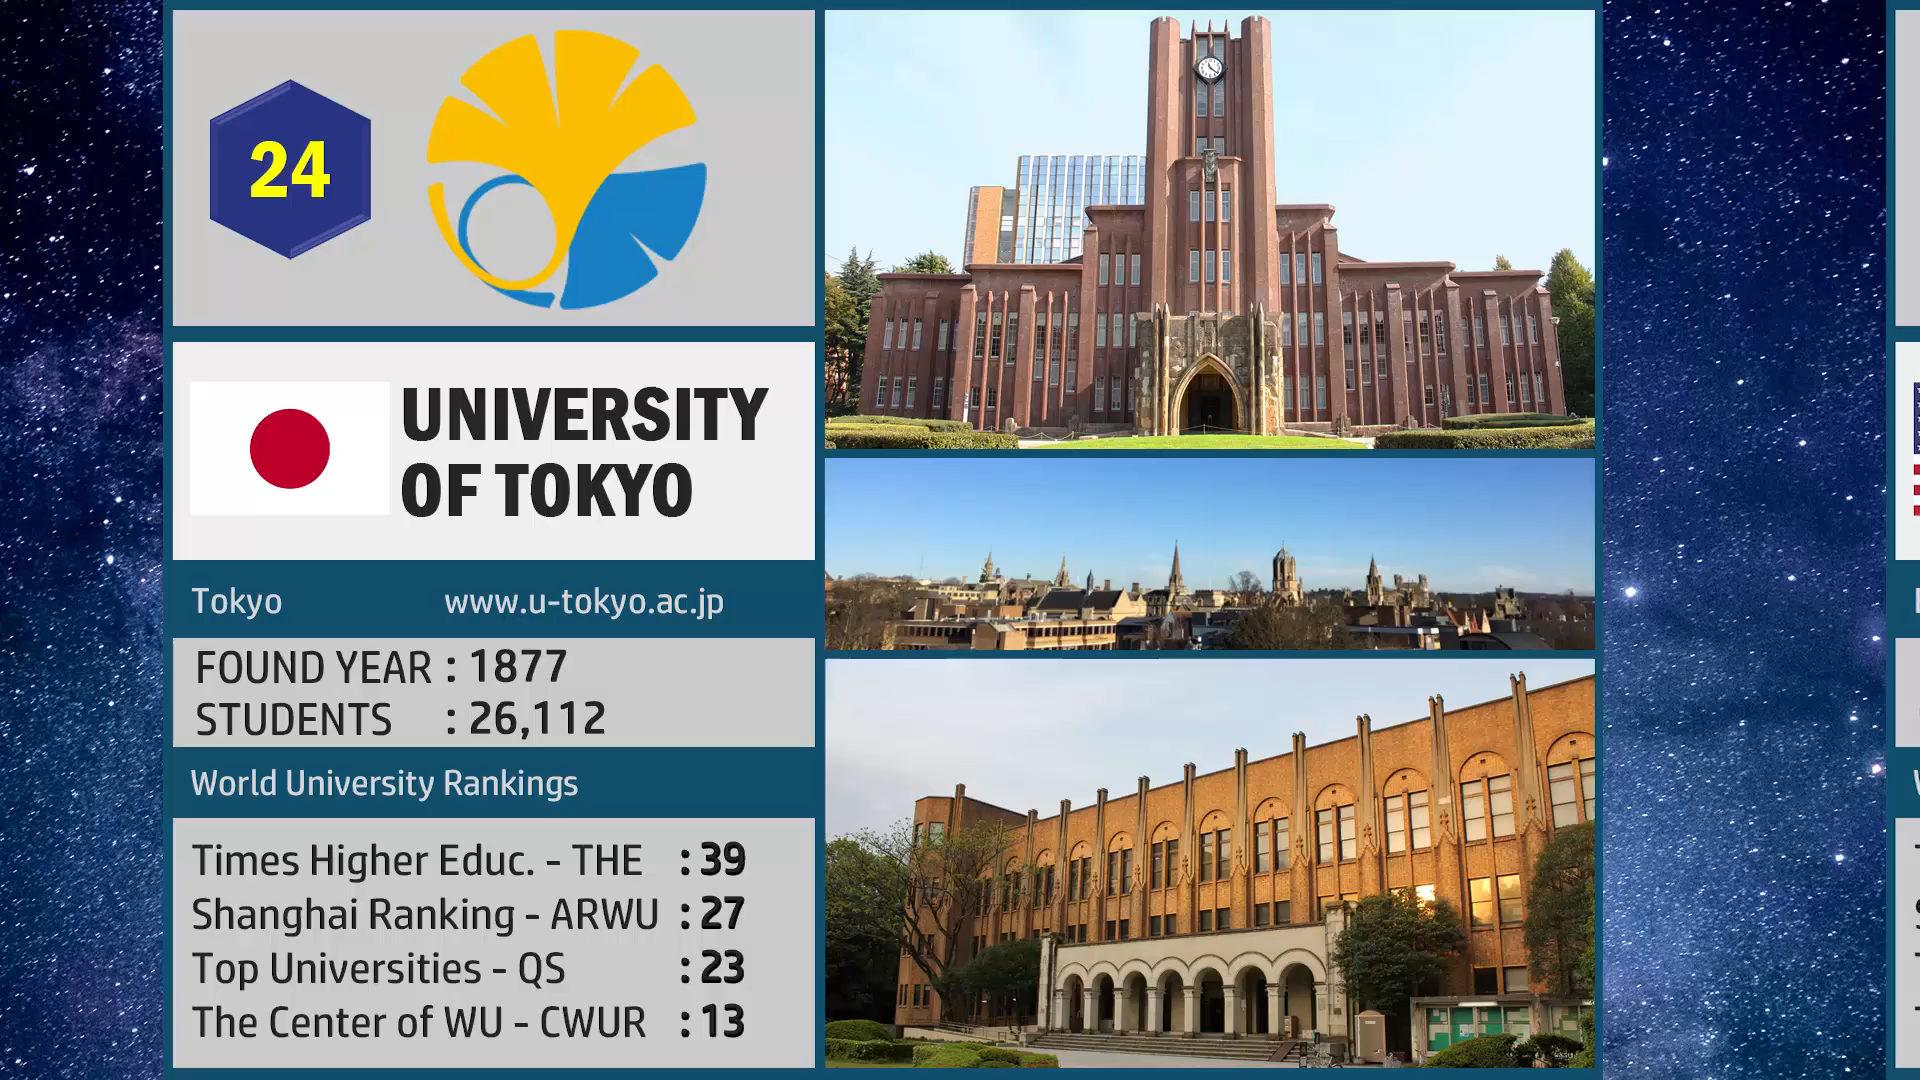 24
UNIVERSITY
OF TOKYO
Tokyo www.u-tokyo.ac.jp
FOUND YEAR : 1877
STUDENTS : 26,112
World University Rankings
Times Higher Educ. - THE : 39
Shanghai Ranking - ARWU : 27
Top Universities - QS : 23
The Center of WU - CWUR : 13